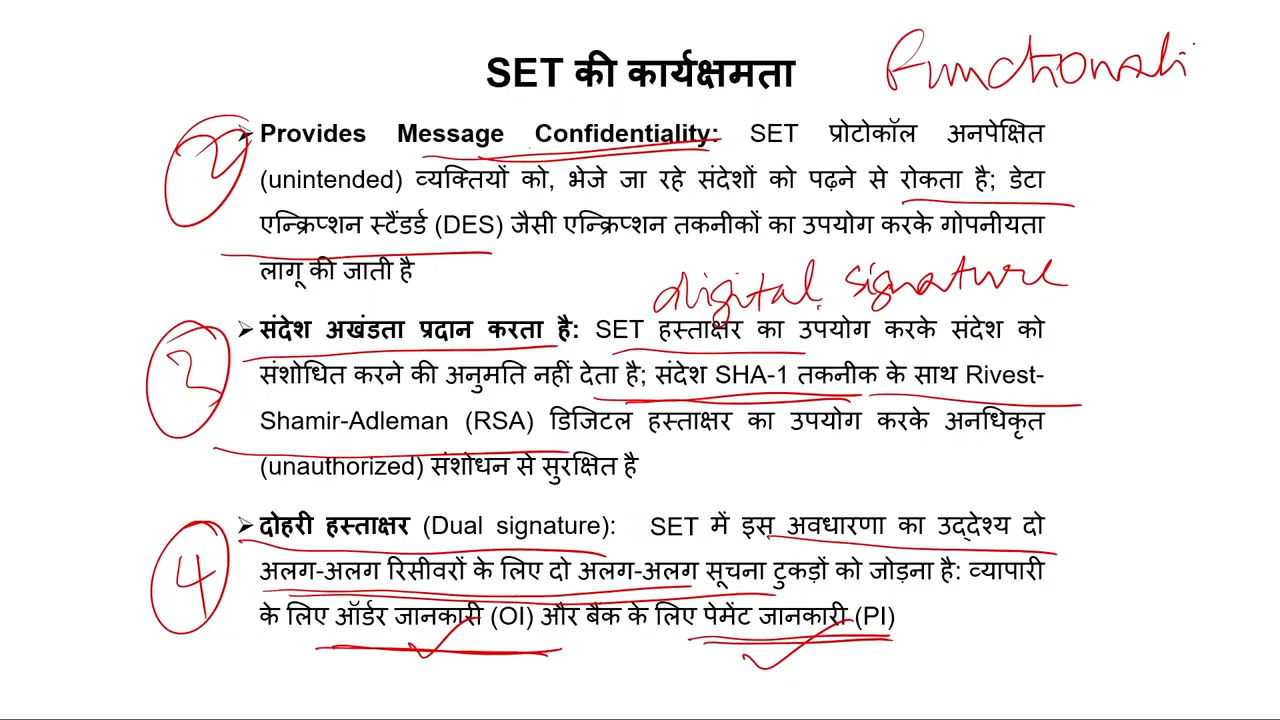 SET की कार्यक्षमता
Functionali
2
➢ Provides Message Confidentiality: SET प्रोटोकॉल अनपेक्षित
(unintended) व्यक्तियों को, भेजे जा रहे संदेशों को पढ़ने से रोकता है; डेटा
एन्क्रिप्शन स्टैंडर्ड (DES) जैसी एन्क्रिप्शन तकनीकों का उपयोग करके गोपनीयता
लागू की जाती है
digital signature
➢ संदेश अखंडता प्रदान करता है: SET हस्ताक्षर का उपयोग करके संदेश को
संशोधित करने की अनुमति नहीं देता है; संदेश SHA-1 तकनीक के साथ Rivest-
Shamir-Adleman (RSA) डिजिटल हस्ताक्षर का उपयोग करके अनधिकृत
(unauthorized) संशोधन से सुरक्षित है
4
➢ दोहरी हस्ताक्षर (Dual signature): SET में इस अवधारणा का उद्देश्य दो
अलग-अलग रिसीवरों के लिए दो अलग-अलग सूचना टुकड़ों को जोड़ना है: व्यापारी
के लिए ऑर्डर जानकारी (OI) और बैंक के लिए पेमेंट जानकारी (PI)